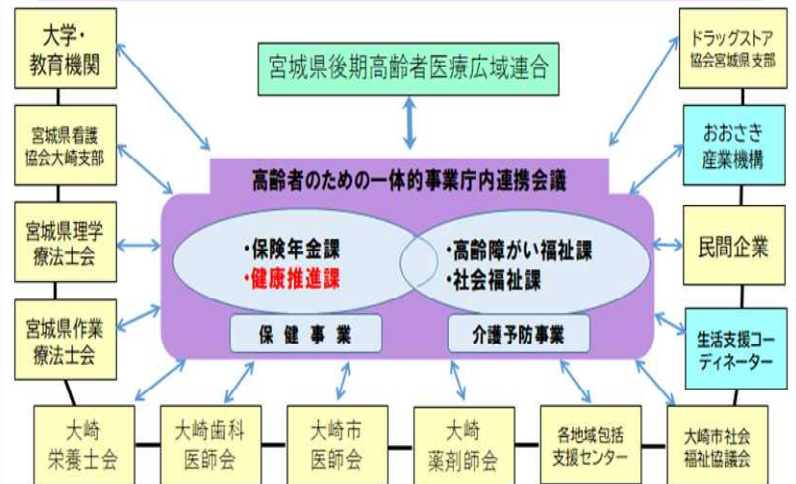 大学・
教育機関
宮城県後期高齢者医療広域連合
ドラッグストア
協会宮城県支部
宮城県看護
協会大崎支部
おおさき
産業機構
高齢者のための一体的事業庁内連携会議
宮城県理学
療法士会
・保険年金課
・健康推進課
・高齢障がい福祉課
・社会福祉課
民間企業
宮城県作業
療法士会
保健事業
介護予防事業
生活支援コー
ディネーター
大崎
栄養士会
大崎歯科
医師会
大崎市
医師会
大崎
薬剤師会
各地域包括
支援センター
大崎市社会
福祉協議会